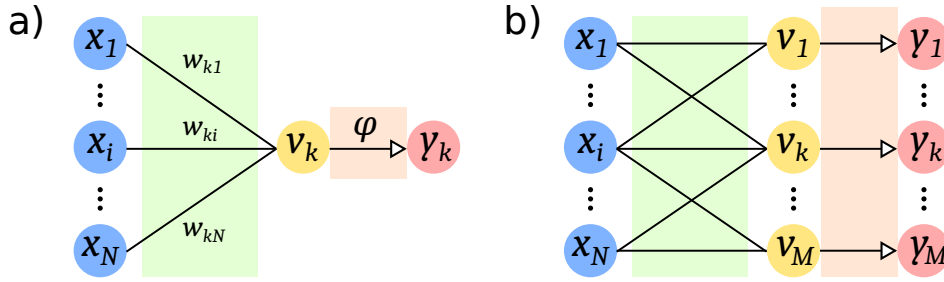 a)
x1
wk1
⋮
xi
wki
vk
φ
yk
⋮
xN
wkN
b)
x1
v1
y1
⋮
xi
vk
yk
⋮ ⋮ ⋮
xN
vM
yM